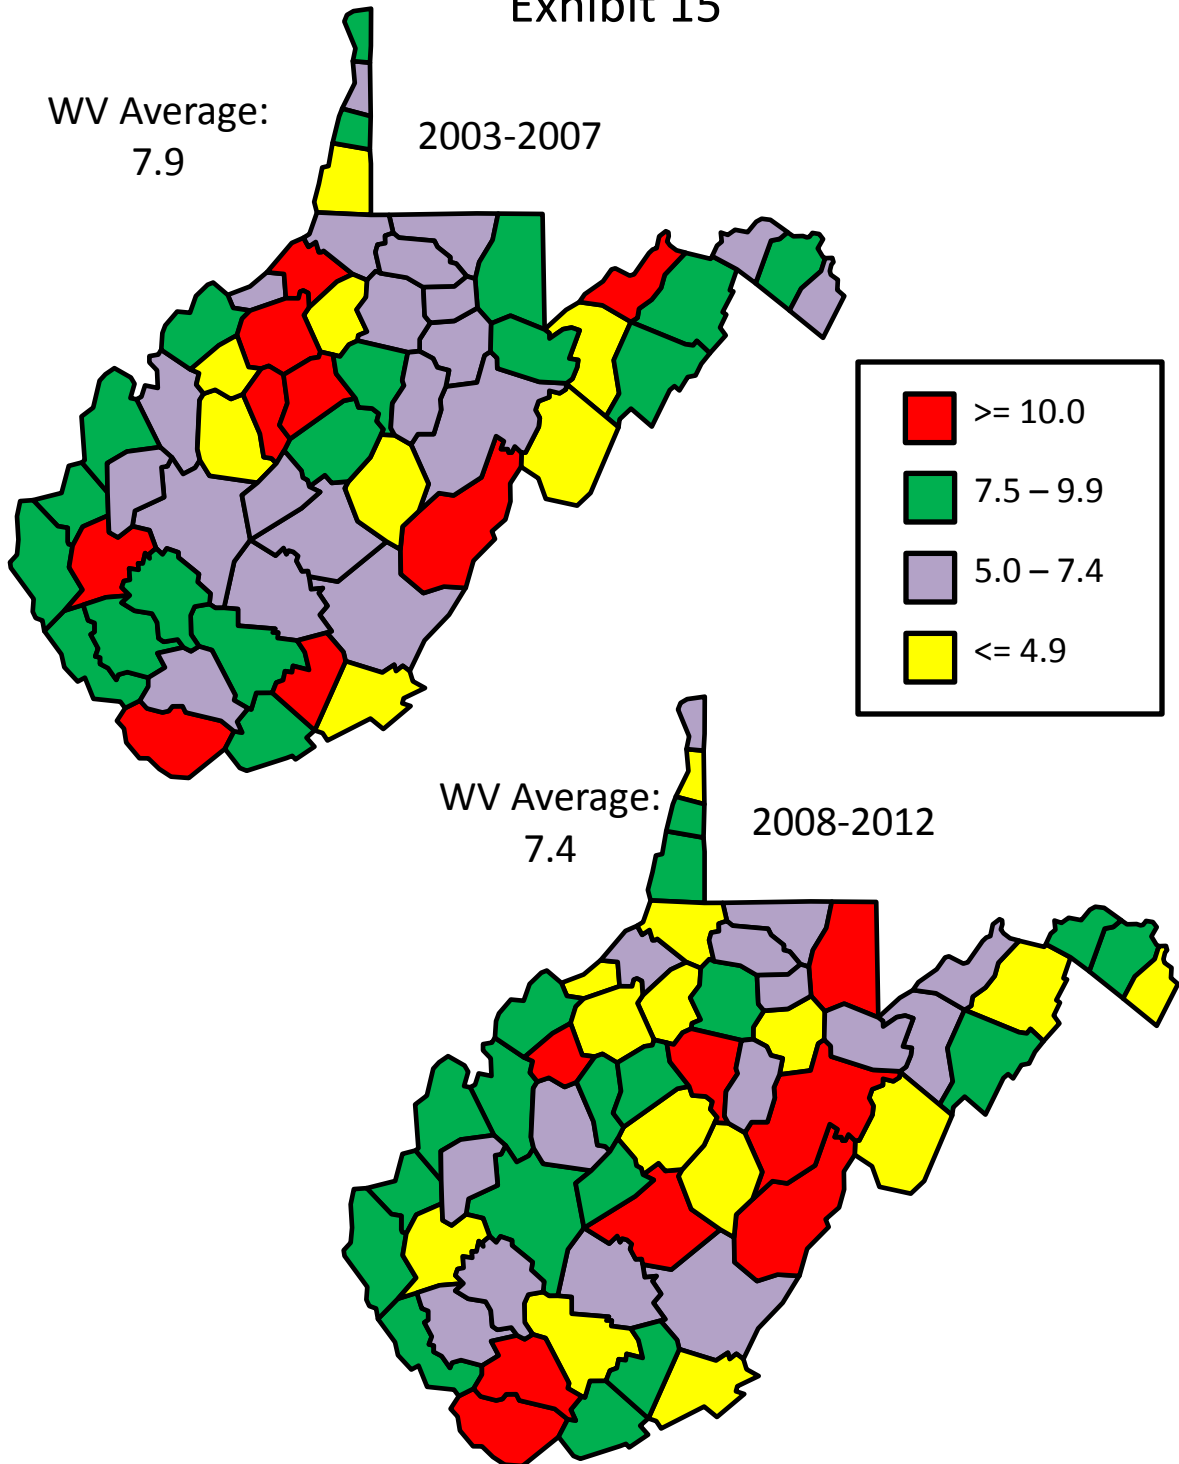 Exhibit 15
WV Average:
7.9
2003-2007
>= 10.0
7.5 – 9.9
5.0 – 7.4
<= 4.9
WV Average:
7.4
2008-2012